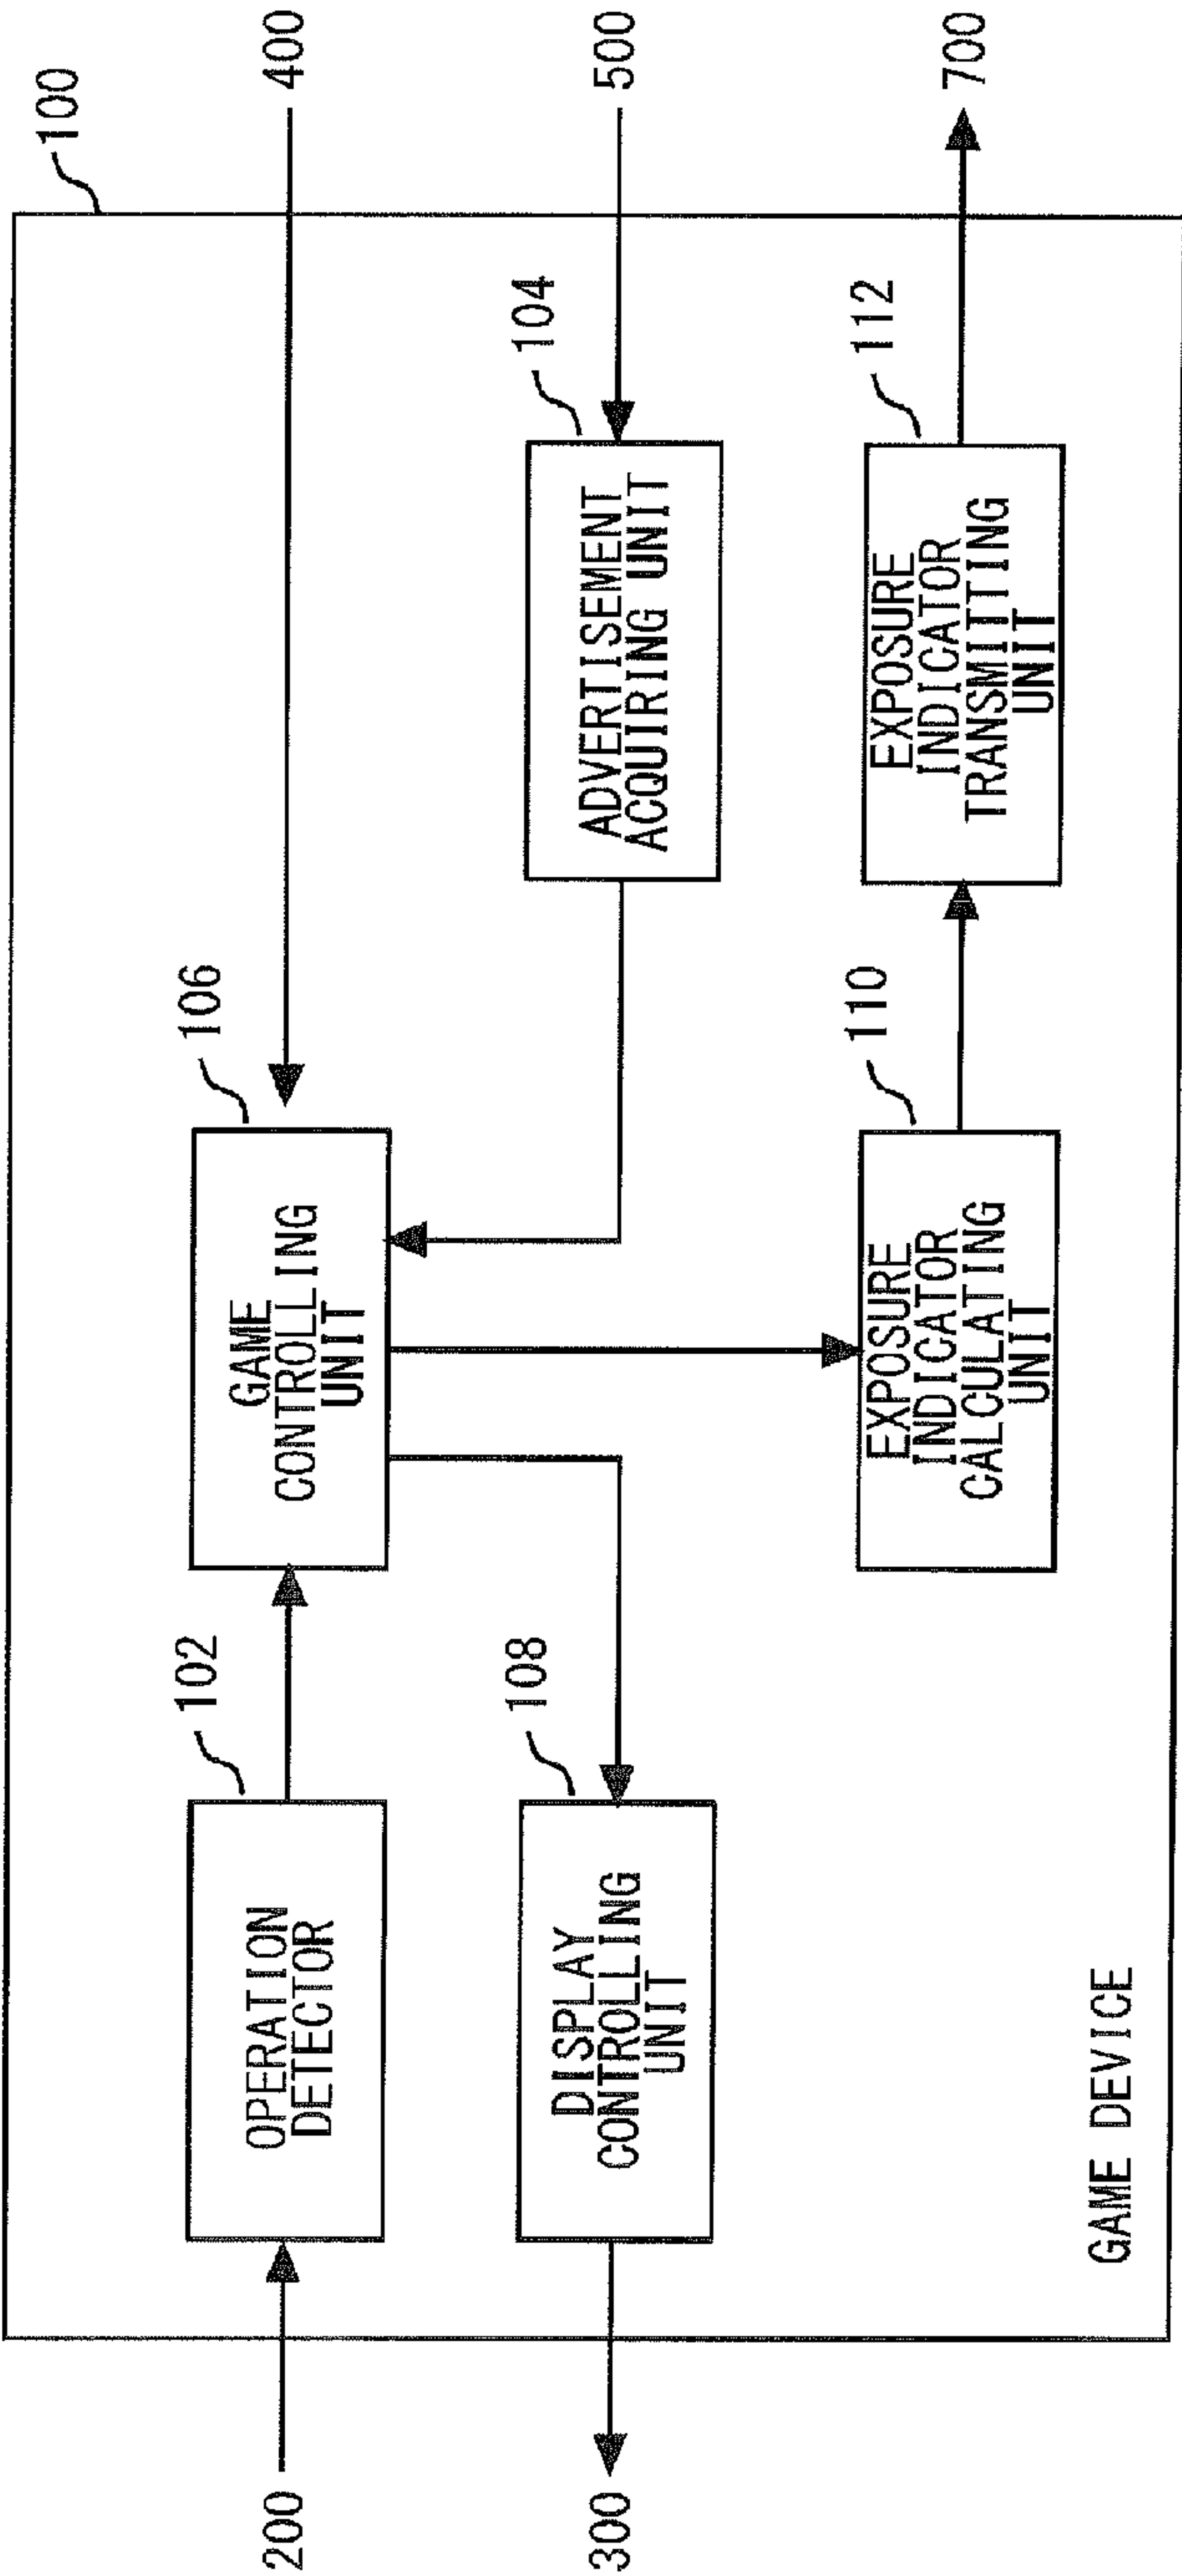 100
200
102
OPERATION
DETECTOR
106
GAME
CONTROLLING
UNIT
400
300
108
DISPLAY
CONTROLLING
UNIT
104
ADVERTISEMENT
ACQUIRING UNIT
500
110
EXPOSURE
INDICATOR
CALCULATING
UNIT
112
EXPOSURE
INDICATOR
TRANSMITTING
UNIT
700
GAME DEVICE